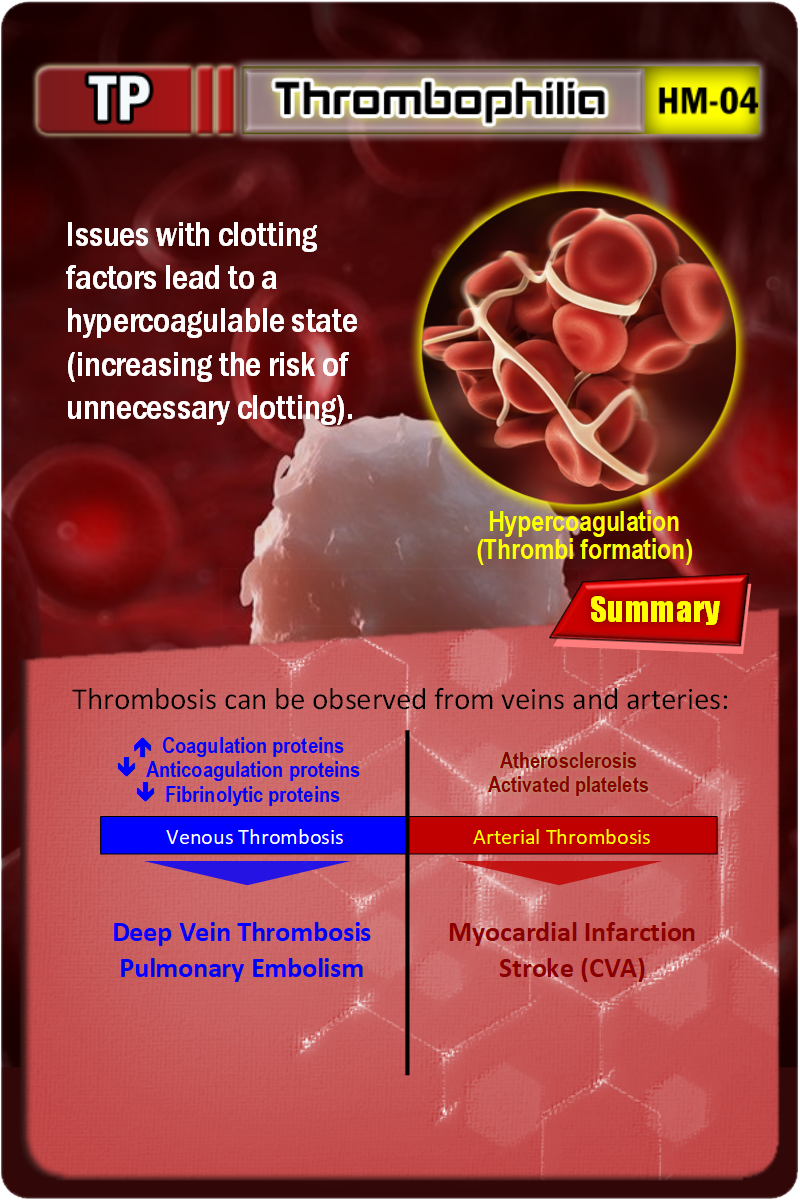 TP
Thrombophilia
HM-04
Issues with clotting
factors lead to a
hypercoagulable state
(increasing the risk of
unnecessary clotting).
Hypercoagulation
(Thrombi formation)
Summary
Thrombosis can be observed from veins and arteries:
🡹 Coagulation proteins
🡻 Anticoagulation proteins
🡻 Fibrinolytic proteins
Venous Thrombosis
Deep Vein Thrombosis
Pulmonary Embolism
Atherosclerosis
Activated platelets
Arterial Thrombosis
Myocardial Infarction
Stroke (CVA)